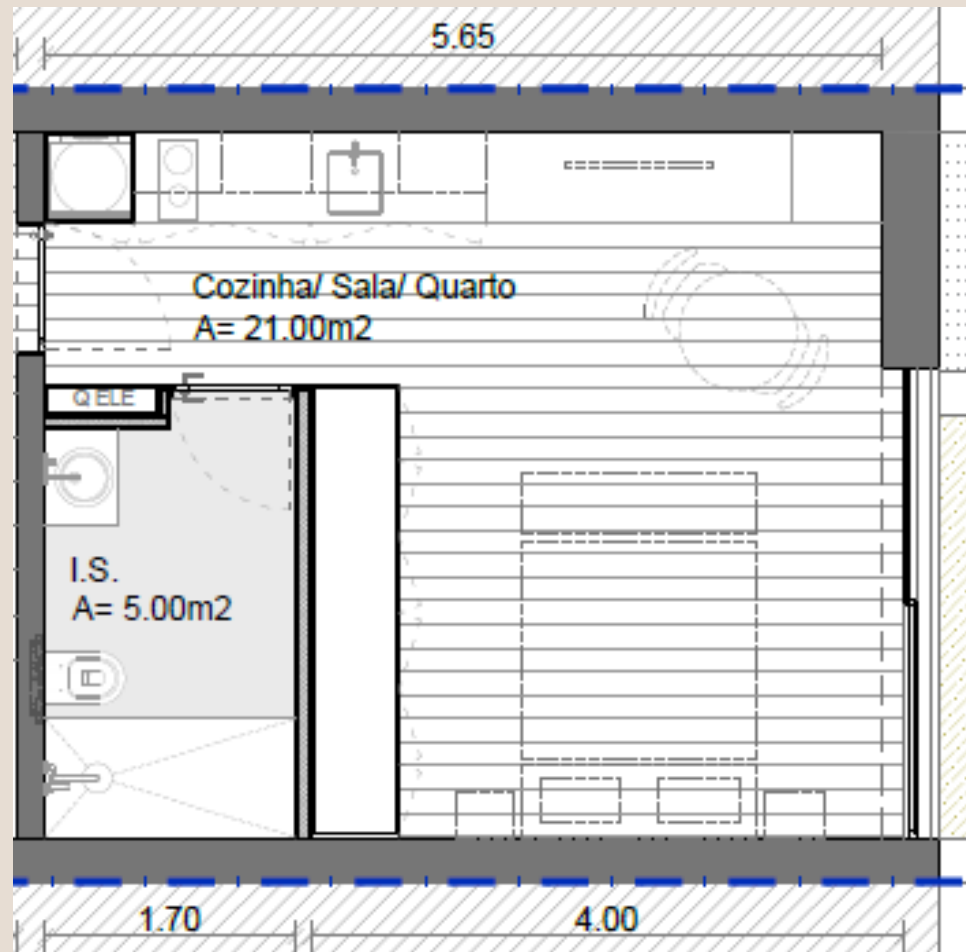 5.65
Cozinha/ Sala/ Quarto
A= 21.00m2
Q ELE
I.S.
A= 5.00m2
1.70
4.00